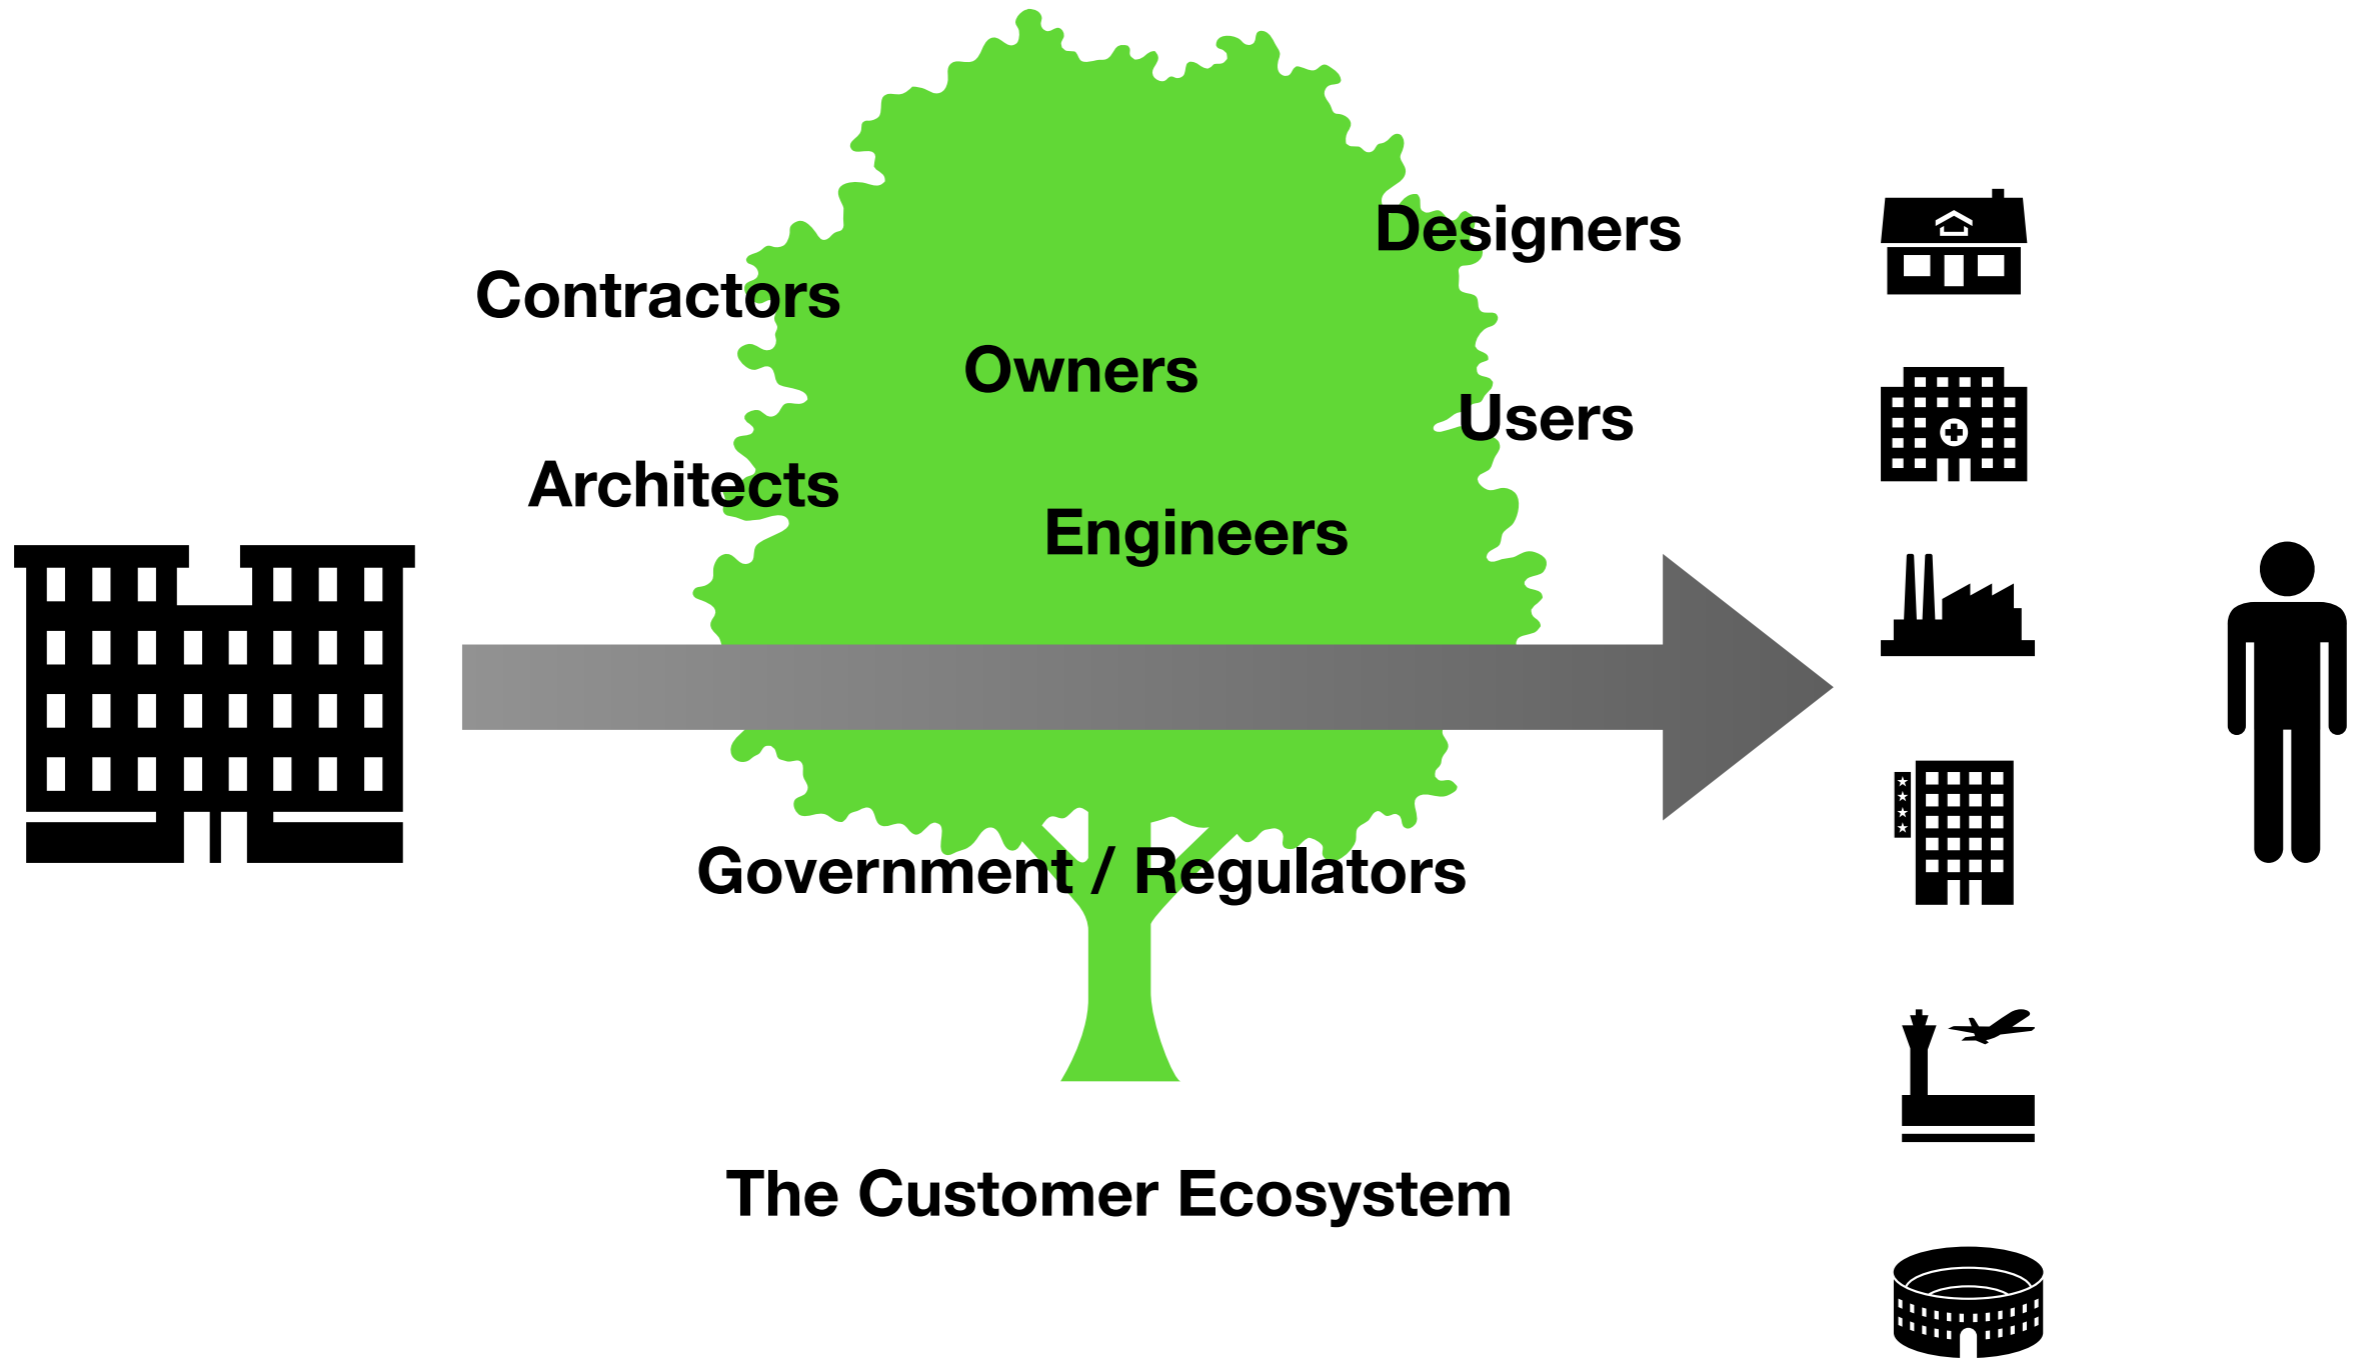 Designers
Contractors
Owners
Users
Architects
Engineers
Government / Regulators
The Customer Ecosystem